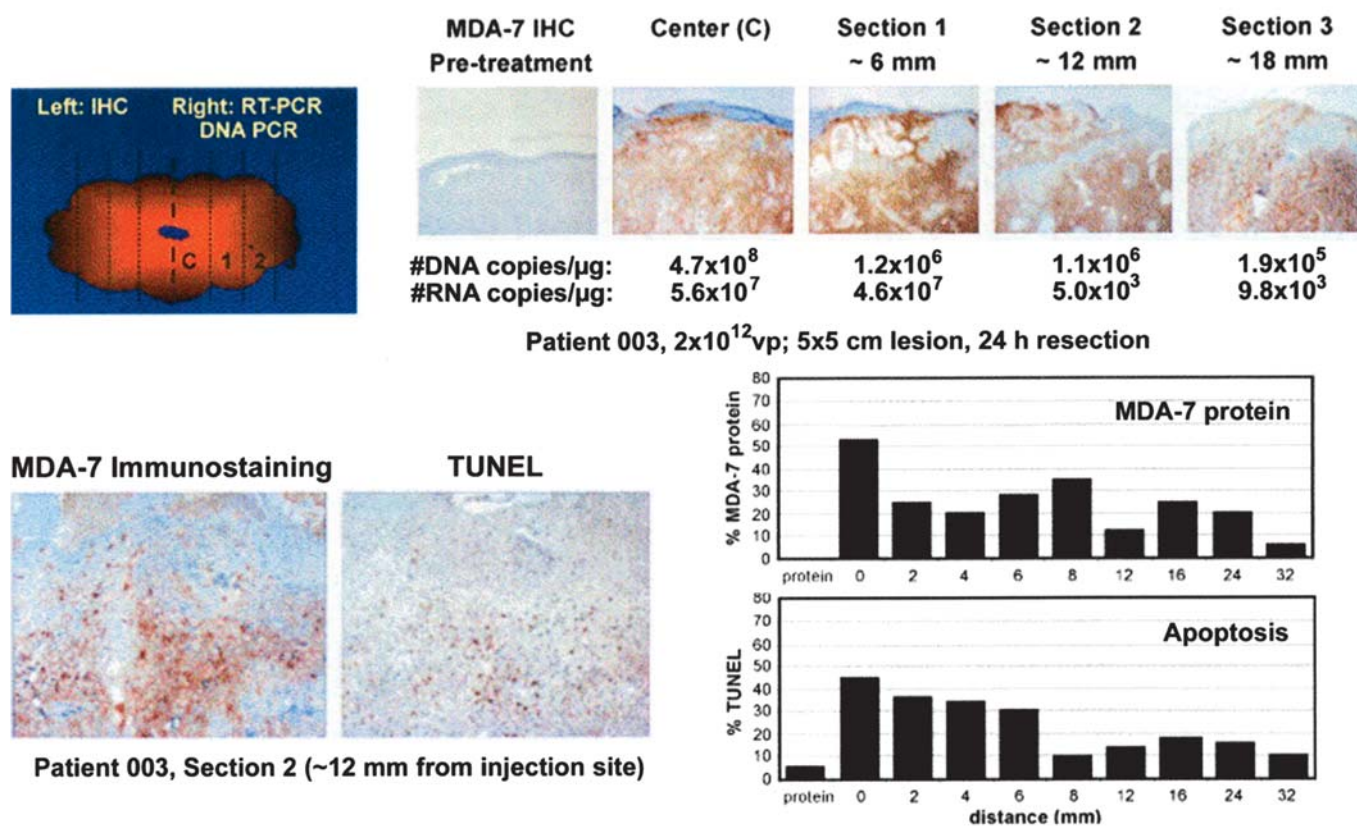 MDA-7 IHC
Pre-treatment
Center (C)
Section 1
~ 6 mm
Section 2
~ 12 mm
Section 3
~ 18 mm
Left: IHC
Right: RT-PCR
DNA PCR
C 1 2
#DNA copies/µg: 4.7x10⁸ 1.2x10⁶ 1.1x10⁶ 1.9x10⁵
#RNA copies/µg: 5.6x10⁷ 4.6x10⁷ 5.0x10³ 9.8x10³
Patient 003, 2x10¹²vp; 5x5 cm lesion, 24 h resection
MDA-7 Immunostaining
TUNEL
Patient 003, Section 2 (~12 mm from injection site)
MDA-7 protein
% MDA-7 protein
80
70
60
50
40
30
20
10
0
protein 0 2 4 6 8 12 16 24 32
Apoptosis
% TUNEL
80
70
60
50
40
30
20
10
0
protein 0 2 4 6 8 12 16 24 32
distance (mm)